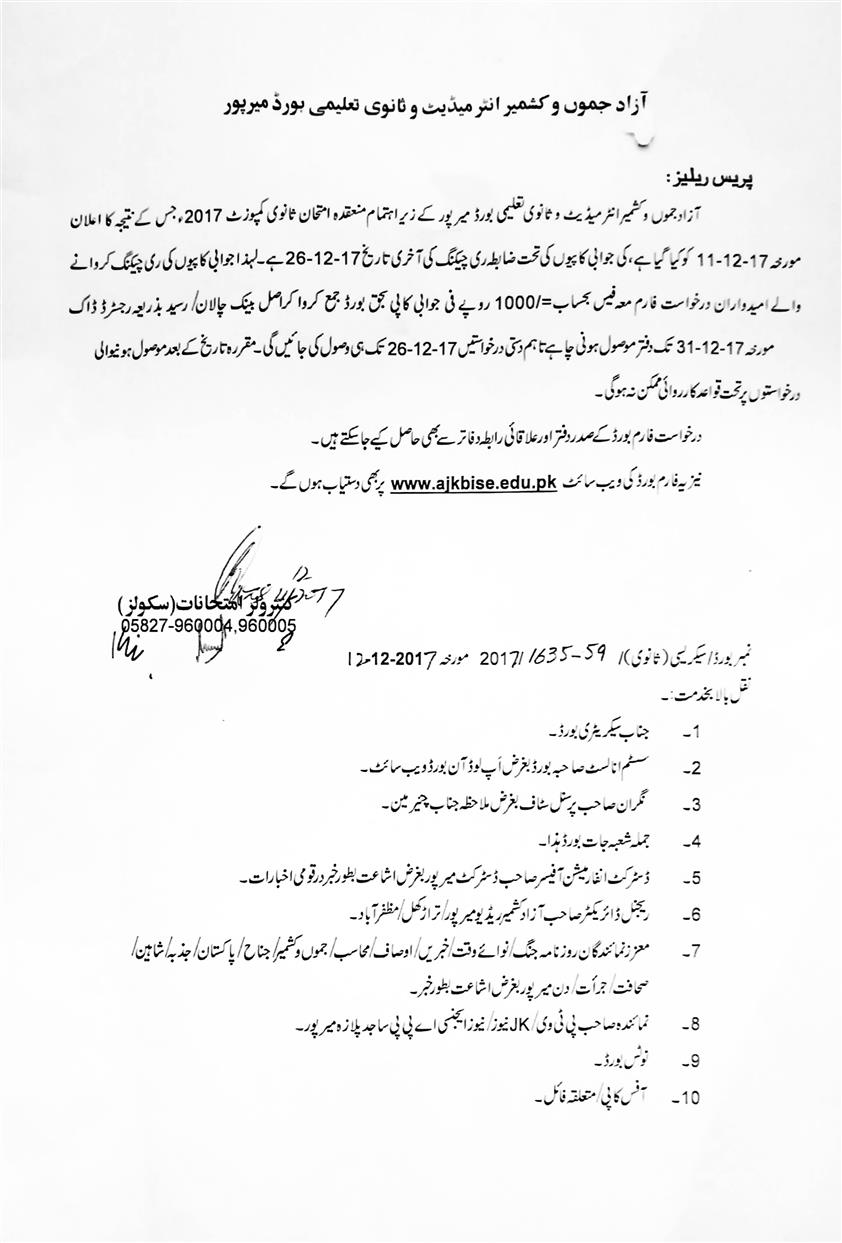 آزاد جموں و کشمیر انٹر میڈیٹ و ثانوی تعلیمی بورڈ میرپور
پریس ریلیز:
آزاد جموں و کشمیر انٹر میڈیٹ و ثانوی تعلیمی بورڈ میرپور کے زیر اہتمام منعقدہ امتحان ثانوی کمپوزٹ 2017ء جس کے نتیجہ کا اعلان
مورخہ 17-12-11 کو کیا گیا ہے، کی جوابی کاپیوں کی تحت ضابطہ ری چیکنگ کی آخری تاریخ 17-12-26 ہے۔ لہذا جوابی کاپیوں کی ری چیکنگ کروانے
والے امیدواران درخواست فارم معہ فیس بحساب =/1000 روپے فی جوابی کاپی بحق بورڈ جمع کروا کر اصل بینک چالان/رسید بذریعہ رجسٹرڈ ڈاک
مورخہ 17-12-31 تک دفتر موصول ہونی چاہیے تاہم دستی درخواستیں 17-12-26 تک ہی وصول کی جائیں گی۔ مقررہ تاریخ کے بعد موصول ہونیوالی
درخواستوں پر تحت قواعد کارروائی ممکن نہ ہوگی۔
درخواست فارم بورڈ کے صدر دفتر اور علاقائی رابطہ دفاتر سے بھی حاصل کیے جا سکتے ہیں۔
نیز یہ فارم بورڈ کی ویب سائٹ www.ajkbise.edu.pk پر بھی دستیاب ہوں گے۔
کنٹرولر امتحانات (سکولز)
05827-960004,960005
نمبر بورڈ/سیکریسی (ثانوی)/ 1635-59 /2017 مورخہ 12-12-2017
نقل بالا بخدمت:۔
1۔ جناب سیکریٹری بورڈ۔
2۔ سسٹم انالسٹ صاحبہ بورڈ بغرض اَپ لوڈ آن بورڈ ویب سائٹ۔
3۔ نگران صاحب پرسنل سٹاف بغرض ملاحظہ جناب چیرمین۔
4۔ جملہ شعبہ جات بورڈ ہذا۔
5۔ ڈسٹرکٹ انفارمیشن آفیسر صاحب ڈسٹرکٹ میرپور بغرض اشاعت بطور خبر در قومی اخبارات۔
6۔ ریجنل ڈائریکٹر صاحب آزاد کشمیر ریڈیو میرپور/تراڑکھل/مظفرآباد۔
7۔ معزز نمائندگان روزنامہ جنگ/نوائے وقت/خبریں/اوصاف/محاسب/جموں و کشمیر/جناح/پاکستان/جذبہ/شاہین/
صحافت/جرأت/دن میرپور بغرض اشاعت بطور خبر۔
8۔ نمائندہ صاحب پی ٹی وی/JK نیوز/نیوز ایجنسی اے پی پی ساجد پلازہ میرپور۔
9۔ نوٹس بورڈ۔
10۔ آفس کاپی/متعلقہ فائل۔